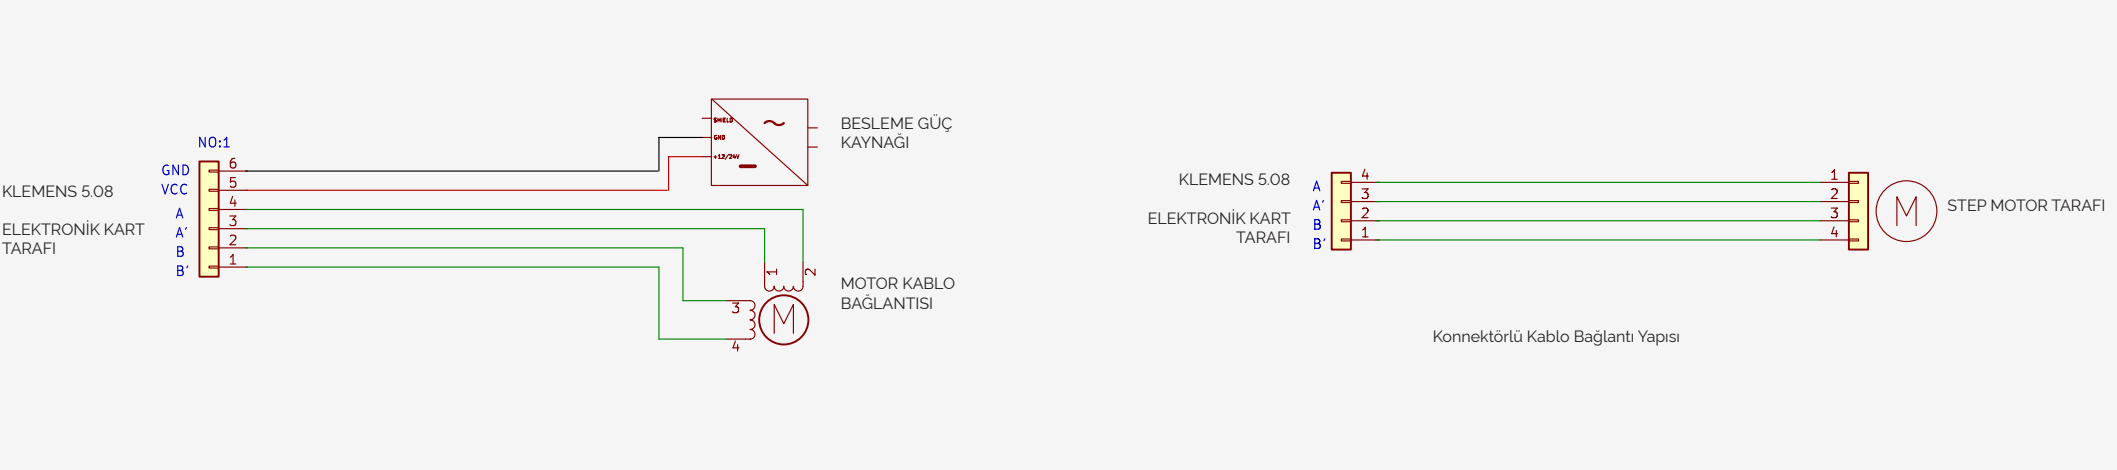 NO:1
KLEMENS 5.08
ELEKTRONİK KART
TARAFI
GND 6
VCC 5
A 4
A' 3
B 2
B' 1
SHIELD
GND
+12/24V
~
BESLEME GÜÇ
KAYNAĞI
1 2
3
4
M
MOTOR KABLO
BAĞLANTISI
KLEMENS 5.08
ELEKTRONİK KART
TARAFI
A 4 1
A' 3 2
B 2 3
B' 1 4
M
STEP MOTOR TARAFI
Konnektörlü Kablo Bağlantı Yapısı